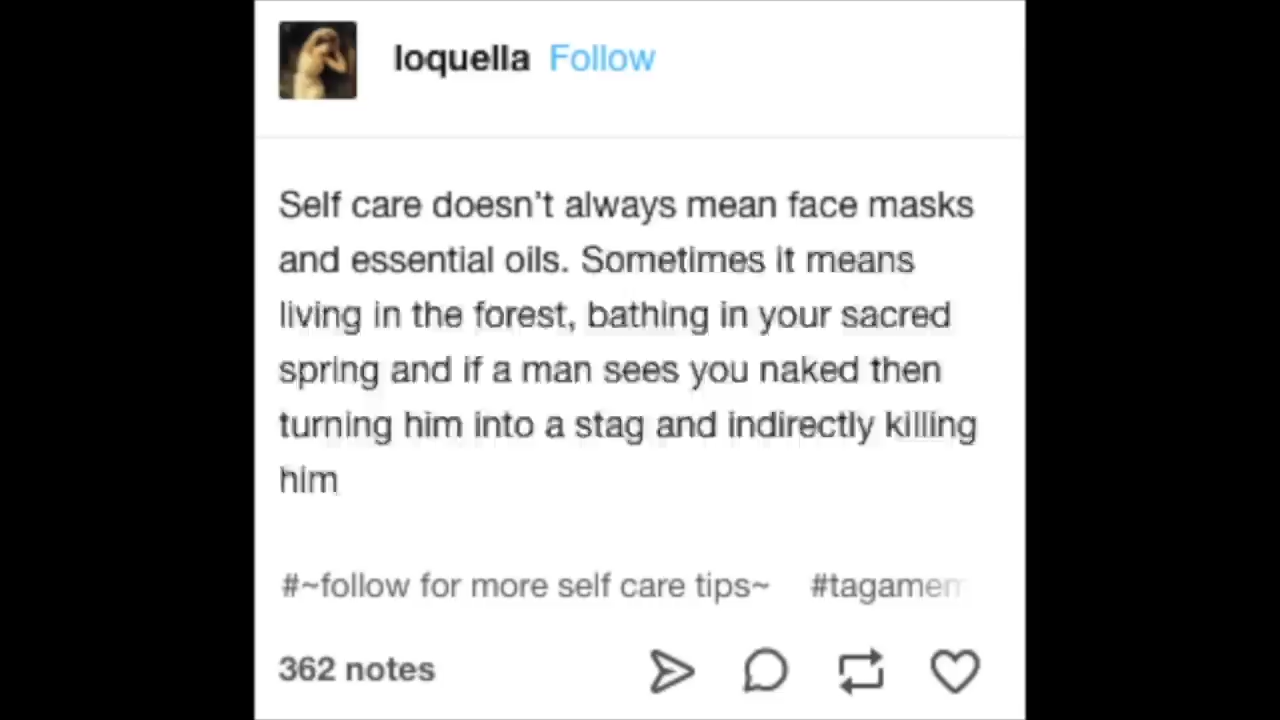 loquella Follow
Self care doesn't always mean face masks
and essential oils. Sometimes it means
living in the forest, bathing in your sacred
spring and if a man sees you naked then
turning him into a stag and indirectly killing
him
#~follow for more self care tips~ #tagamem
362 notes